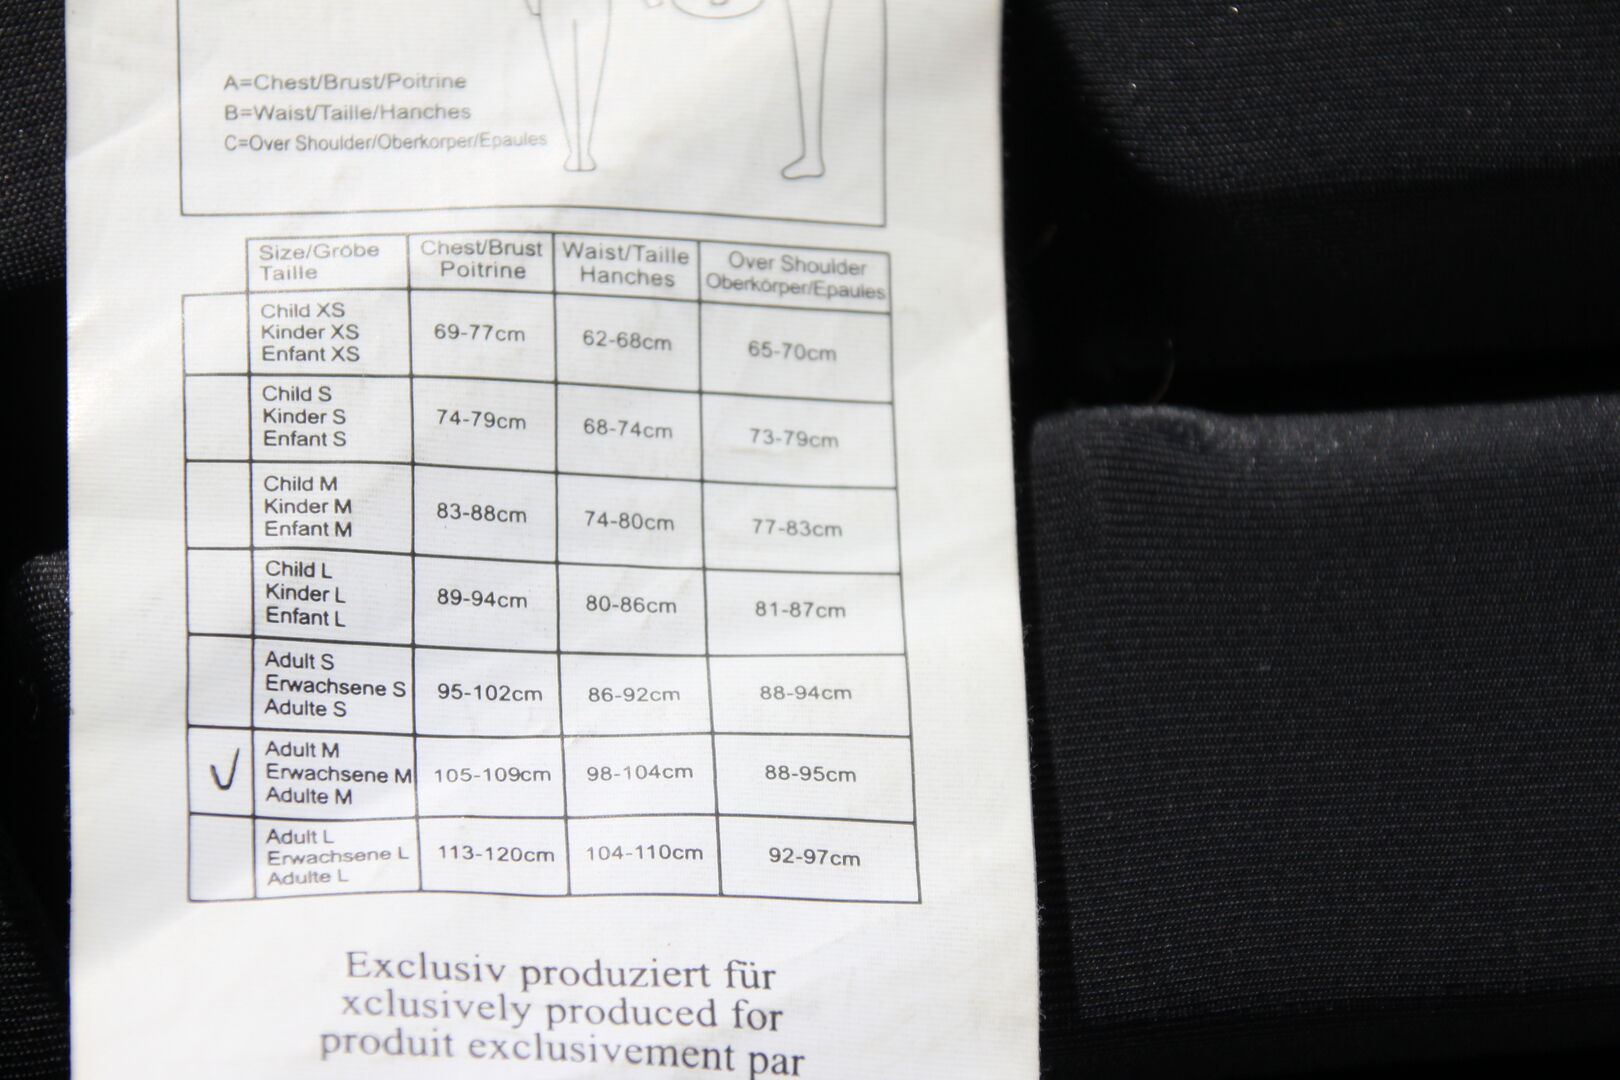 A=Chest/Brust/Poitrine
B=Waist/Taille/Hanches
C=Over Shoulder/Oberkorper/Epaules
Size/Gröbe
Taille
Chest/Brust
Poitrine
Waist/Taille
Hanches
Over Shoulder
Oberkörper/Epaules
Child XS
Kinder XS
Enfant XS
69-77cm
62-68cm
65-70cm
Child S
Kinder S
Enfant S
74-79cm
68-74cm
73-79cm
Child M
Kinder M
Enfant M
83-88cm
74-80cm
77-83cm
Child L
Kinder L
Enfant L
89-94cm
80-86cm
81-87cm
Adult S
Erwachsene S
Adulte S
95-102cm
86-92cm
88-94cm
Adult M
Erwachsene M
Adulte M
105-109cm
98-104cm
88-95cm
Adult L
Erwachsene L
Adulte L
113-120cm
104-110cm
92-97cm
Exclusiv produziert für
xclusively produced for
produit exclusivement par